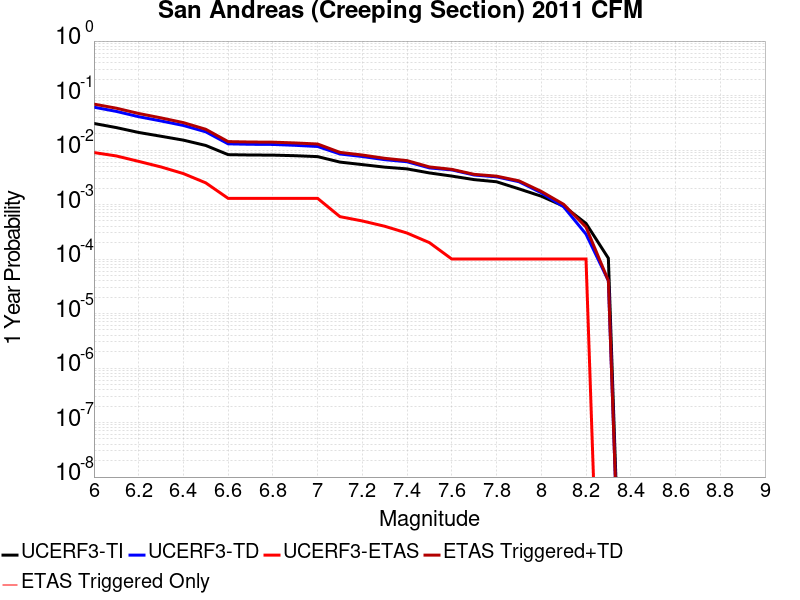 San Andreas (Creeping Section) 2011 CFM
10^0
10^-1
10^-2
10^-3
10^-4
10^-5
10^-6
10^-7
10^-8
1 Year Probability
6 6.2 6.4 6.6 6.8 7 7.2 7.4 7.6 7.8 8 8.2 8.4 8.6 8.8 9
Magnitude
UCERF3-TI UCERF3-TD UCERF3-ETAS ETAS Triggered+TD
ETAS Triggered Only